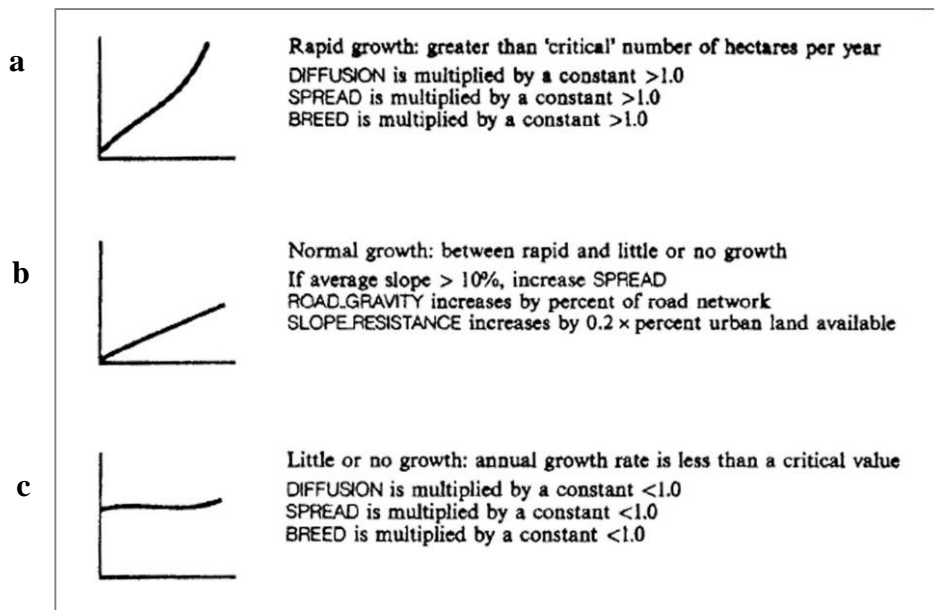 a
Rapid growth: greater than 'critical' number of hectares per year
DIFFUSION is multiplied by a constant >1.0
SPREAD is multiplied by a constant >1.0
BREED is multiplied by a constant >1.0
b
Normal growth: between rapid and little or no growth
If average slope > 10%, increase SPREAD
ROAD_GRAVITY increases by percent of road network
SLOPE_RESISTANCE increases by 0.2 × percent urban land available
c
Little or no growth: annual growth rate is less than a critical value
DIFFUSION is multiplied by a constant <1.0
SPREAD is multiplied by a constant <1.0
BREED is multiplied by a constant <1.0